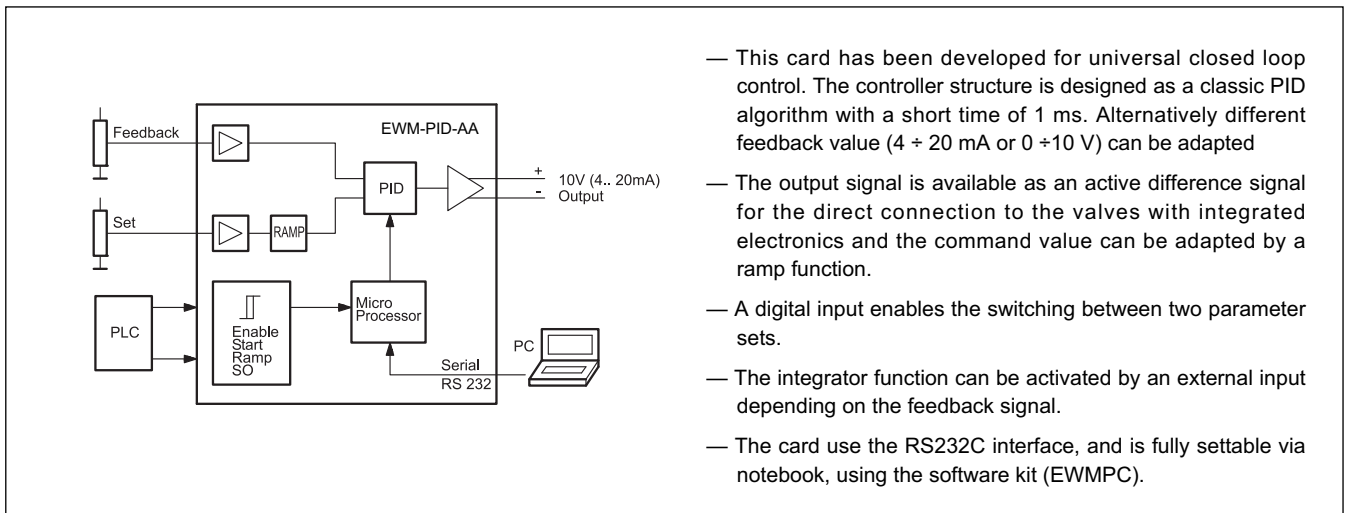 Feedback
EWM-PID-AA
PID
+
10V (4.. 20mA)
-
Output
Set
RAMP
PLC
Enable
Start
Ramp
SO
Micro
Processor
PC
Serial
RS 232
— This card has been developed for universal closed loop
control. The controller structure is designed as a classic PID
algorithm with a short time of 1 ms. Alternatively different
feedback value (4 ÷ 20 mA or 0 ÷10 V) can be adapted
— The output signal is available as an active difference signal
for the direct connection to the valves with integrated
electronics and the command value can be adapted by a
ramp function.
— A digital input enables the switching between two parameter
sets.
— The integrator function can be activated by an external input
depending on the feedback signal.
— The card use the RS232C interface, and is fully settable via
notebook, using the software kit (EWMPC).